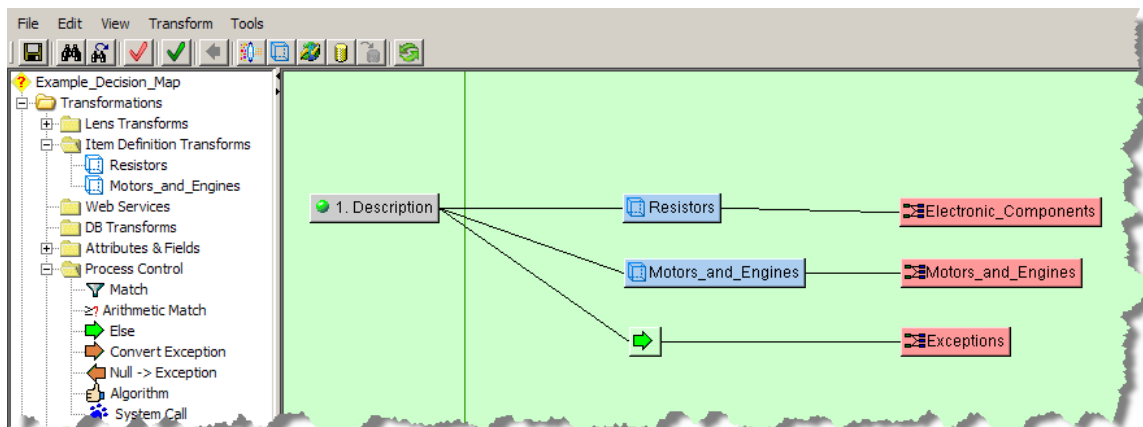 File Edit View Transform Tools
Example_Decision_Map
Transformations
Lens Transforms
Item Definition Transforms
Resistors
Motors_and_Engines
Web Services
DB Transforms
Attributes & Fields
Process Control
Match
≥? Arithmetic Match
Else
Convert Exception
Null -> Exception
Algorithm
System Call
1. Description
Resistors
Electronic_Components
Motors_and_Engines
Motors_and_Engines
Exceptions